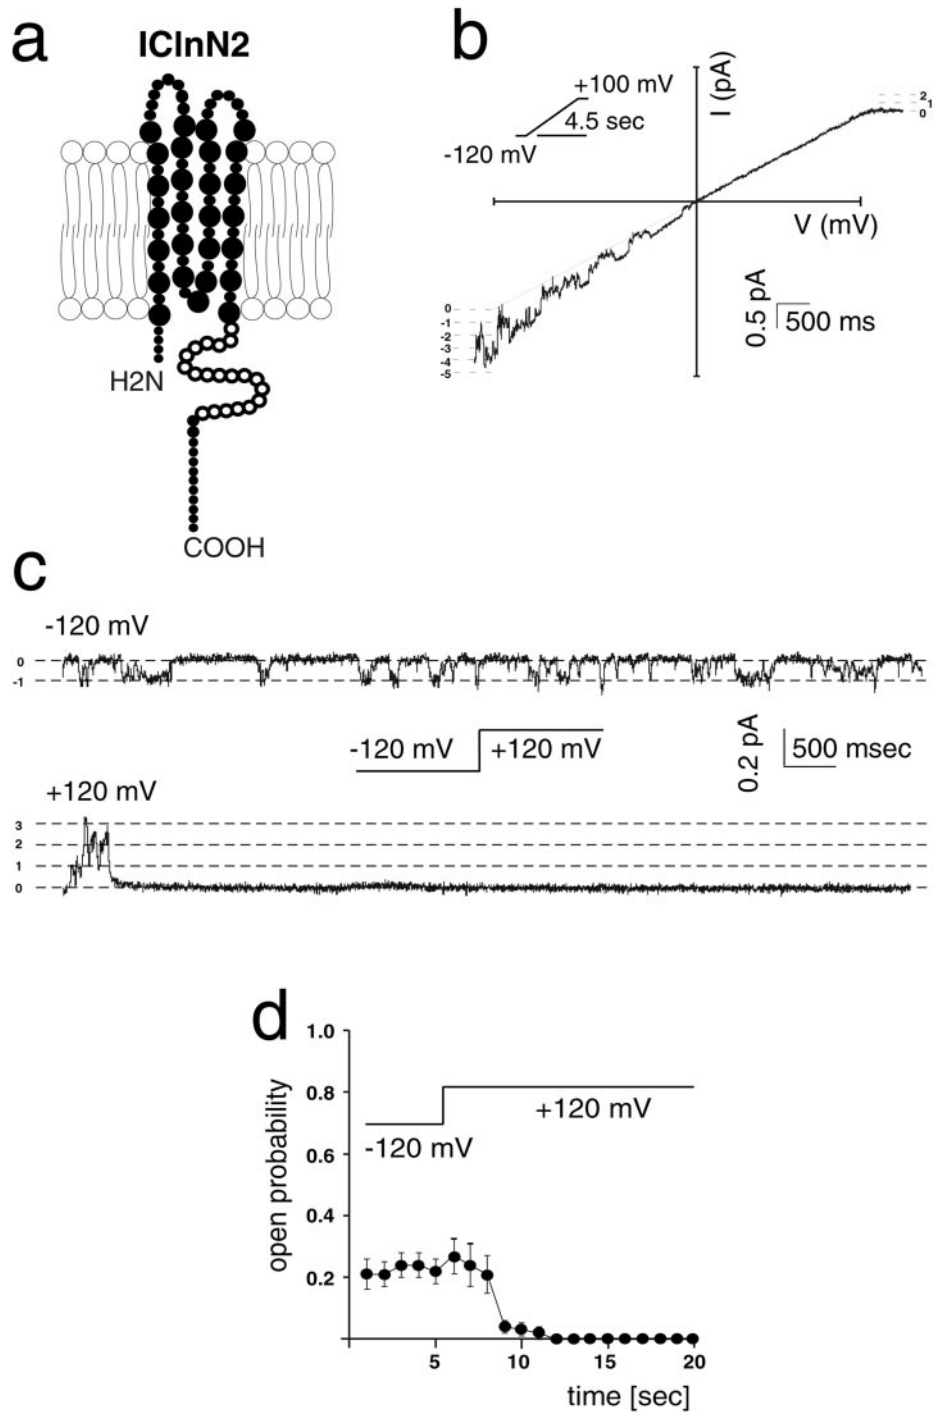 a
IClnN2
H2N
COOH
b
I (pA)
+100 mV
4.5 sec
-120 mV
2
1
0
V (mV)
0
-1
-2
-3
-4
-5
0.5 pA
500 ms
c
-120 mV
0
-1
-120 mV
+120 mV
0.2 pA
500 msec
+120 mV
3
2
1
0
d
1.0
0.8
0.6
0.4
0.2
open probability
-120 mV
+120 mV
5
10
15
20
time [sec]